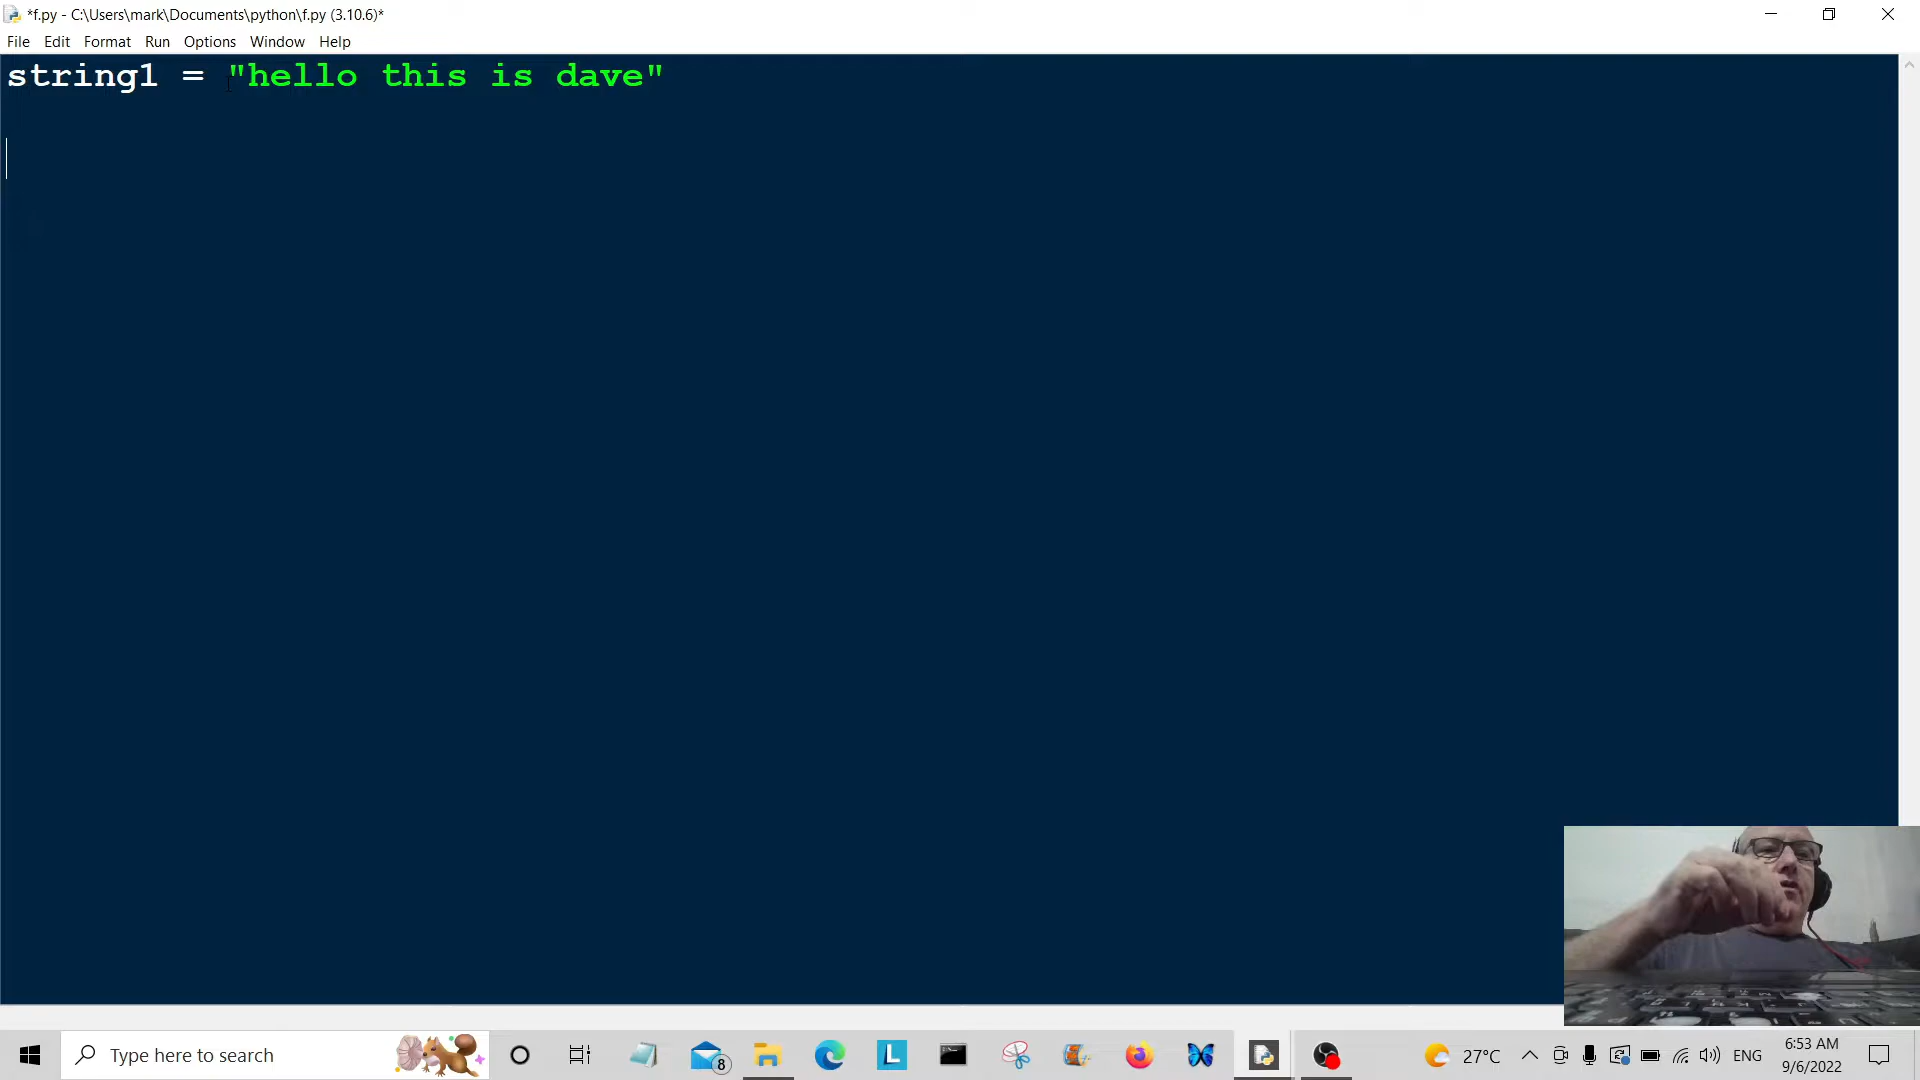 *f.py - C:\Users\mark\Documents\python\f.py (3.10.6)*
File Edit Format Run Options Window Help
string1 = "hello this is dave"
Type here to search
8
L
27°C
ENG
6:53 AM
9/6/2022